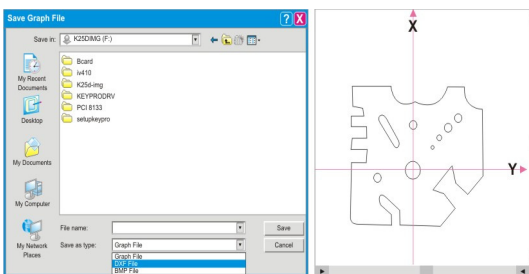 Save Graph File
? X
Save in:
K25DIMG (F:)
My Recent
Documents
Desktop
My Documents
My Computer
My Network
Places
Bcard
iv410
K25d-img
KEYPRODRV
PCI 8133
setupkeypro
File name:
Save
Save as type:
Graph File
Cancel
Graph File
DXF File
BMP File
X
Y